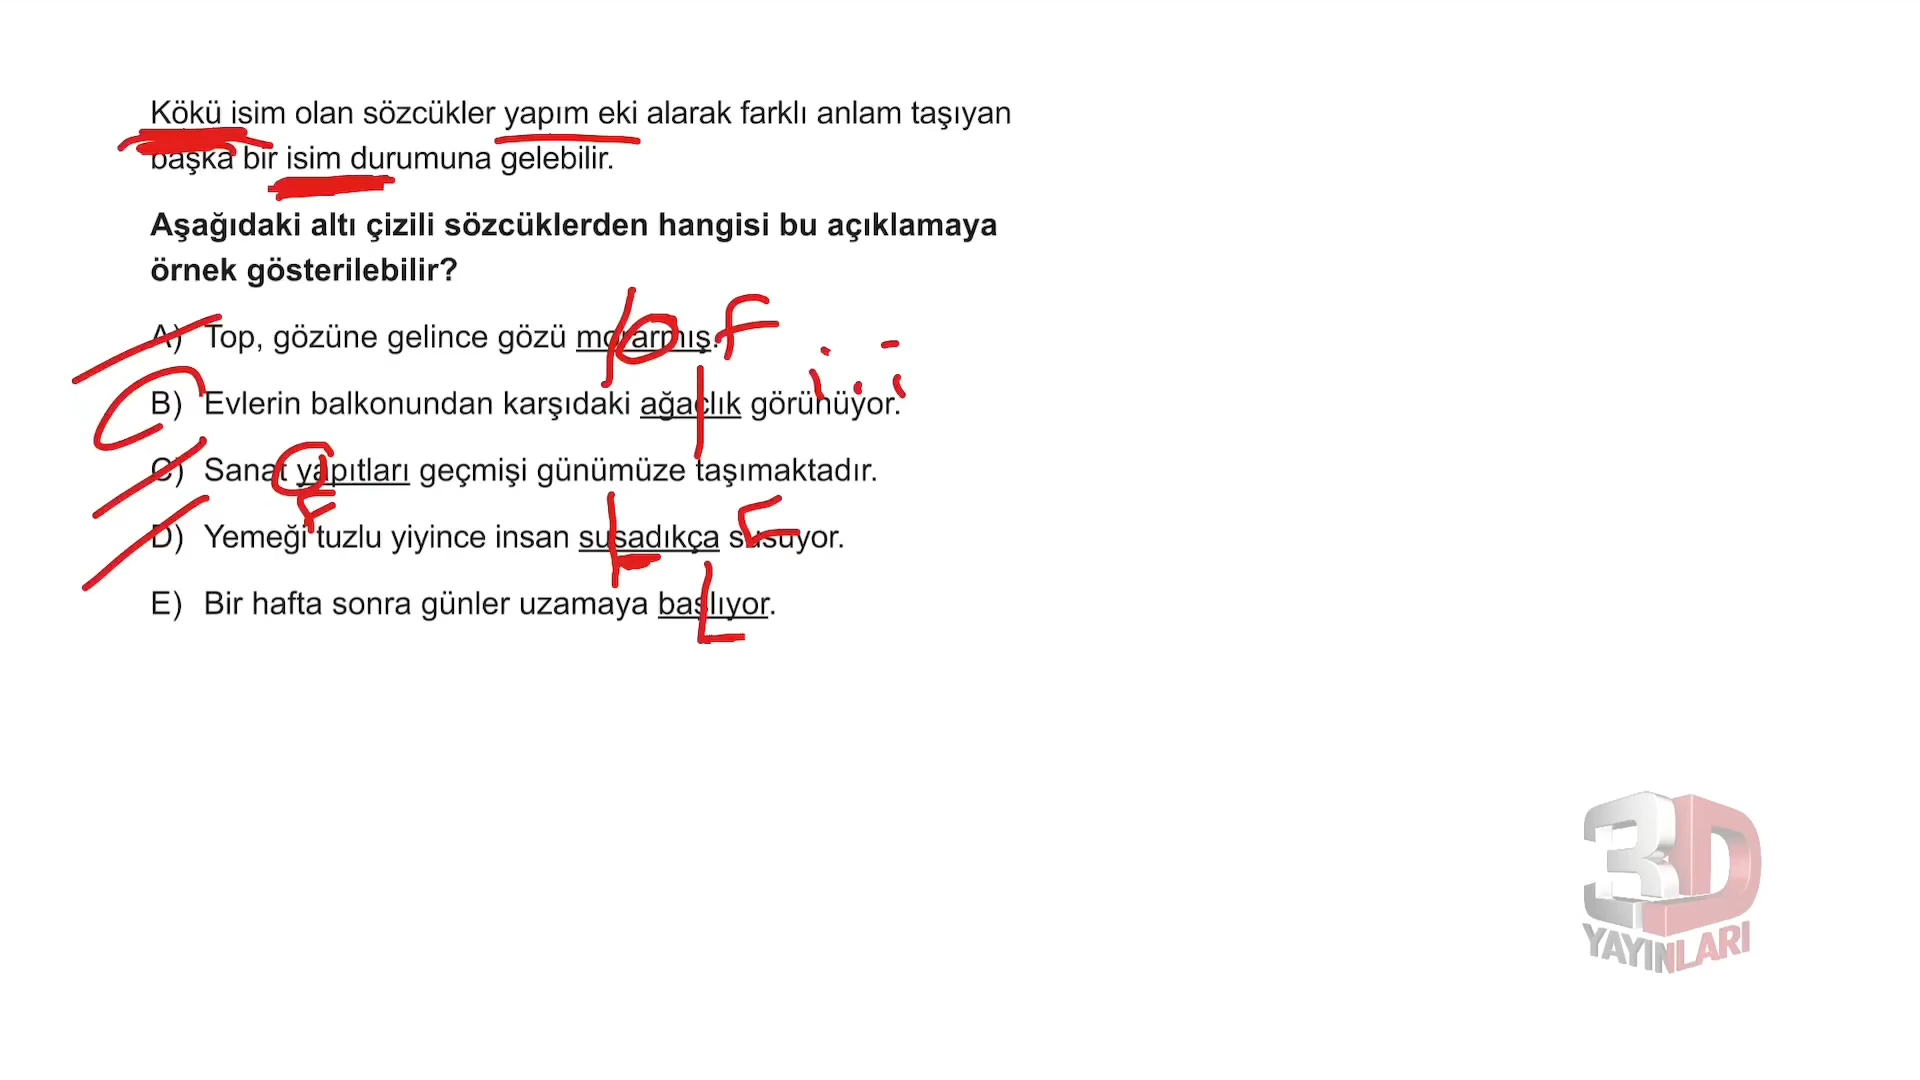 Kökü isim olan sözcükler yapım eki alarak farklı anlam taşıyan
başka bir isim durumuna gelebilir.
Aşağıdaki altı çizili sözcüklerden hangisi bu açıklamaya
örnek gösterilebilir?
A) Top, gözüne gelince gözü morarmış.
B) Evlerin balkonundan karşıdaki ağaçlık görünüyor.
C) Sanat yapıtları geçmişi günümüze taşımaktadır.
D) Yemeği tuzlu yiyince insan susadıkça susuyor.
E) Bir hafta sonra günler uzamaya başlıyor.
3D
YAYINLARI